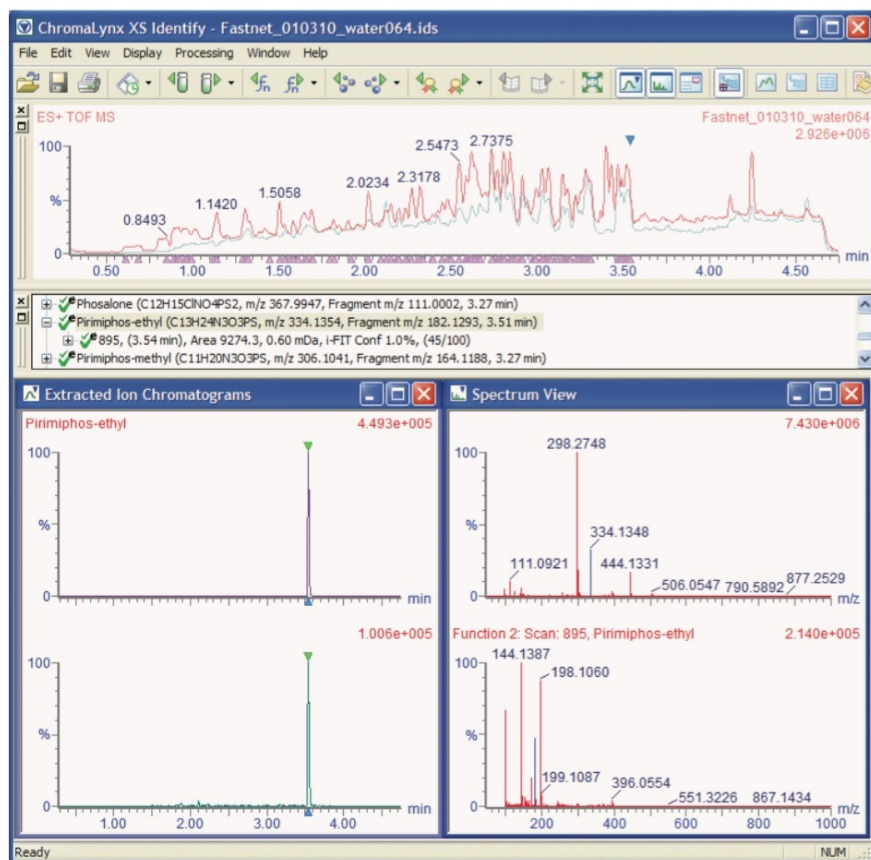 ChromaLynx XS Identify - Fastnet_010310_water064.ids
File Edit View Display Processing Window Help
ES+ TOF MS
Fastnet_010310_water064
2.926e+006
100
%
0
0.8493
1.1420
1.5058
2.0234
2.3178
2.5473
2.7375
0.50 1.00 1.50 2.00 2.50 3.00 3.50 4.00 4.50
min
Phosalone (C12H15ClNO4PS2, m/z 367.9947, Fragment m/z 111.0002, 3.27 min)
Pirimiphos-ethyl (C13H24N3O3PS, m/z 334.1354, Fragment m/z 182.1293, 3.51 min)
895, (3.54 min), Area 9274.3, 0.60 mDa, i-FIT Conf 1.0%, (45/100)
Pirimiphos-methyl (C11H20N3O3PS, m/z 306.1041, Fragment m/z 164.1188, 3.27 min)
Extracted Ion Chromatograms
Pirimiphos-ethyl
4.493e+005
100
%
0
min
1.006e+005
100
%
0
1.00 2.00 3.00 4.00
min
Spectrum View
7.430e+006
100
%
0
298.2748
334.1348
111.0921
444.1331
506.0547
790.5892
877.2529
m/z
Function 2: Scan: 895, Pirimiphos-ethyl
2.140e+005
100
%
0
144.1387
198.1060
199.1087
396.0554
551.3226
867.1434
200 400 600 800 1000
m/z
Ready
NUM